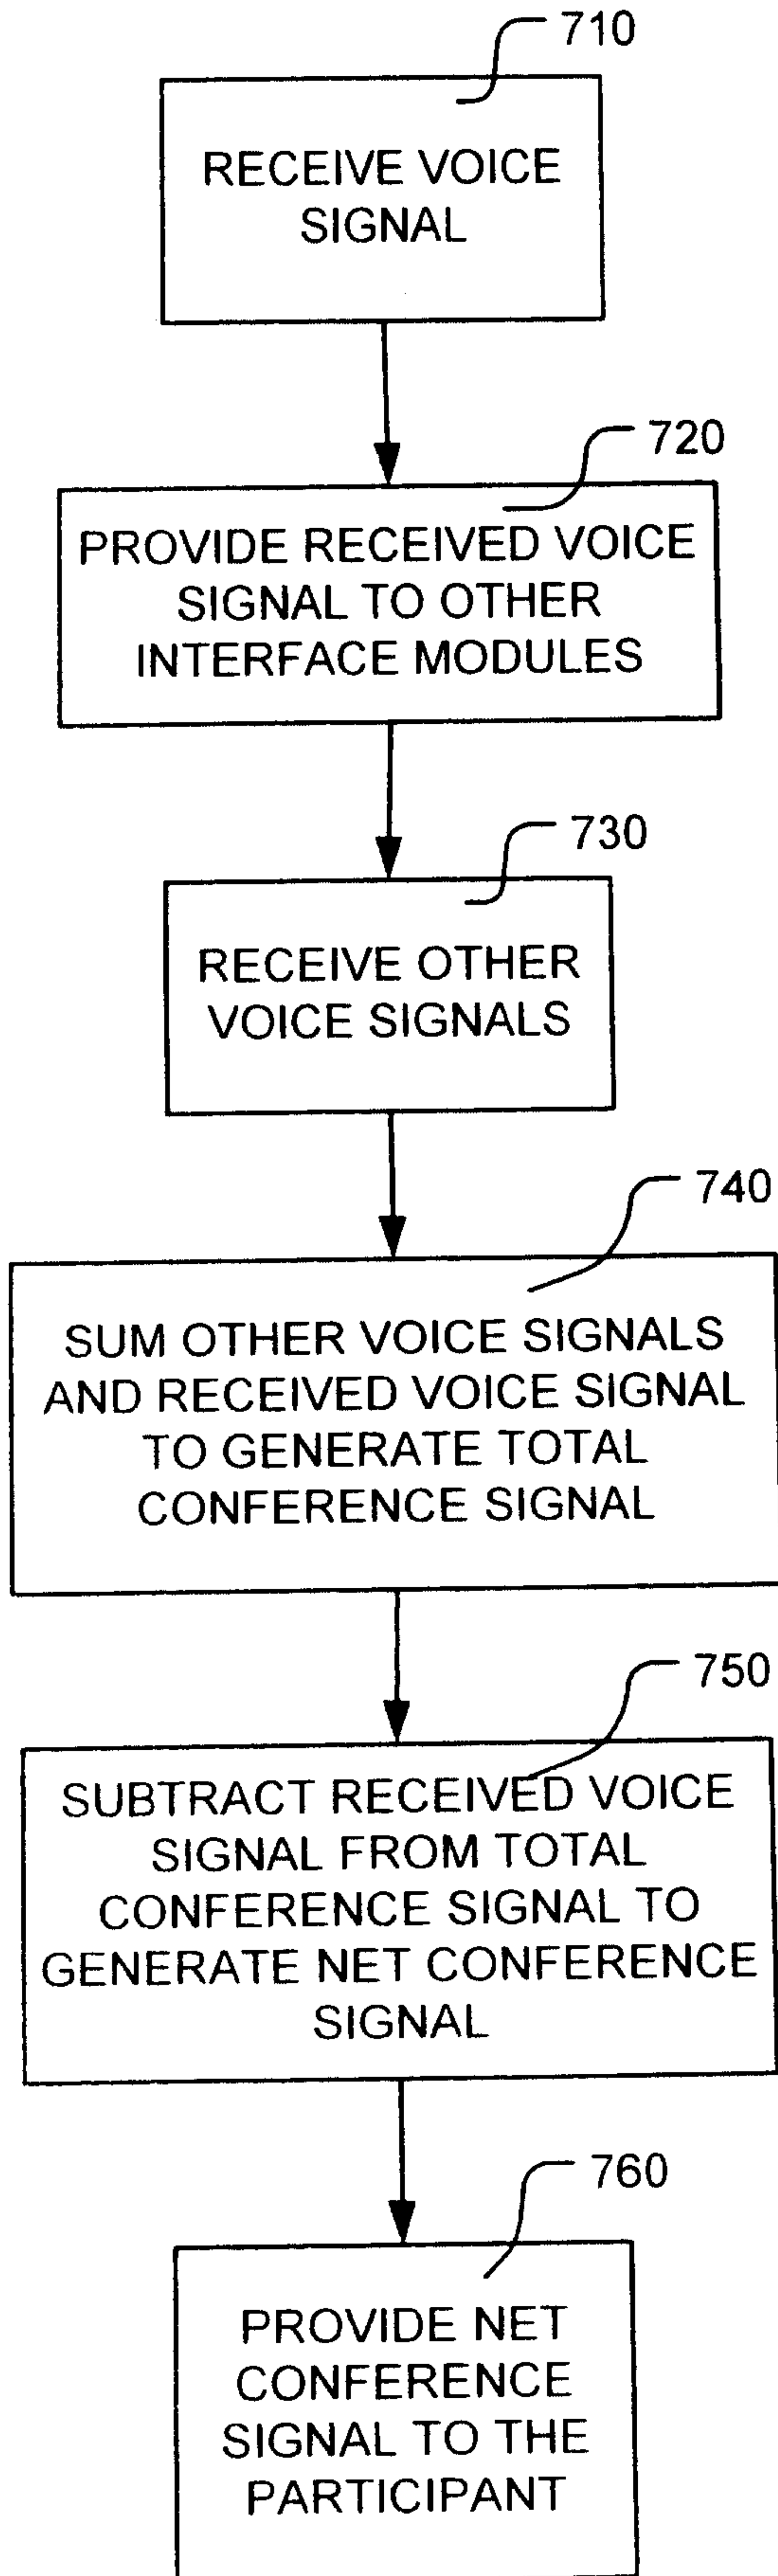 710
RECEIVE VOICE
SIGNAL
720
PROVIDE RECEIVED VOICE
SIGNAL TO OTHER
INTERFACE MODULES
730
RECEIVE OTHER
VOICE SIGNALS
740
SUM OTHER VOICE SIGNALS
AND RECEIVED VOICE SIGNAL
TO GENERATE TOTAL
CONFERENCE SIGNAL
750
SUBTRACT RECEIVED VOICE
SIGNAL FROM TOTAL
CONFERENCE SIGNAL TO
GENERATE NET CONFERENCE
SIGNAL
760
PROVIDE NET
CONFERENCE
SIGNAL TO THE
PARTICIPANT